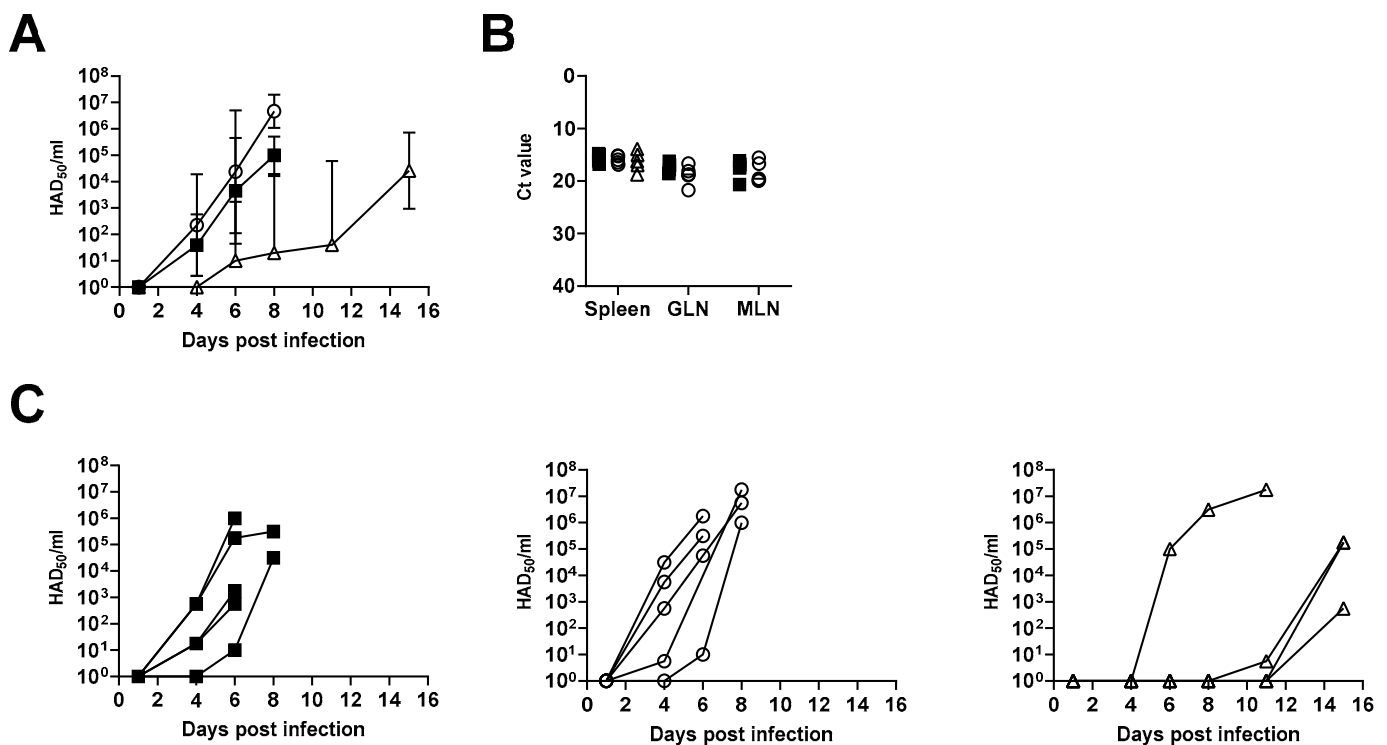 A
HAD50/ml
10⁸
10⁷
10⁶
10⁵
10⁴
10³
10²
10¹
10⁰
0 2 4 6 8 10 12 14 16
Days post infection
B
Ct value
0
10
20
30
40
Spleen GLN MLN
C
HAD50/ml
10⁸
10⁷
10⁶
10⁵
10⁴
10³
10²
10¹
10⁰
0 2 4 6 8 10 12 14 16
Days post infection
HAD50/ml
10⁸
10⁷
10⁶
10⁵
10⁴
10³
10²
10¹
10⁰
0 2 4 6 8 10 12 14 16
Days post infection
HAD50/ml
10⁸
10⁷
10⁶
10⁵
10⁴
10³
10²
10¹
10⁰
0 2 4 6 8 10 12 14 16
Days post infection